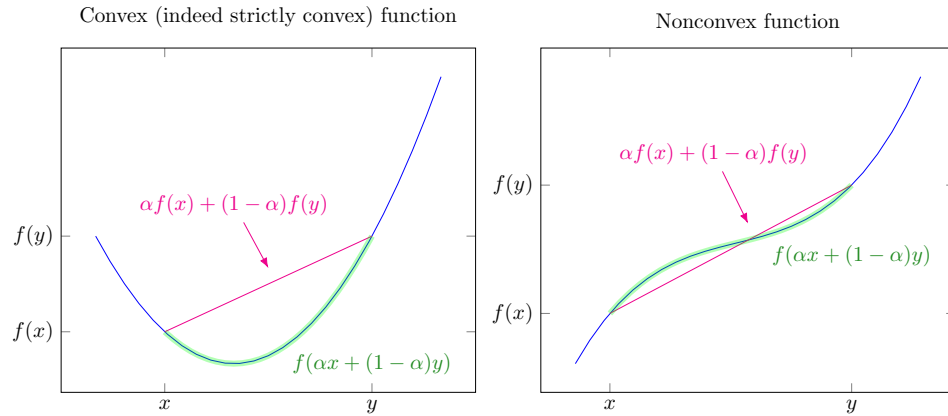 Convex (indeed strictly convex) function
αf(x) + (1 − α)f(y)
f(y)
f(x)
f(αx + (1 − α)y)
x
y
Nonconvex function
αf(x) + (1 − α)f(y)
f(y)
f(αx + (1 − α)y)
f(x)
x
y